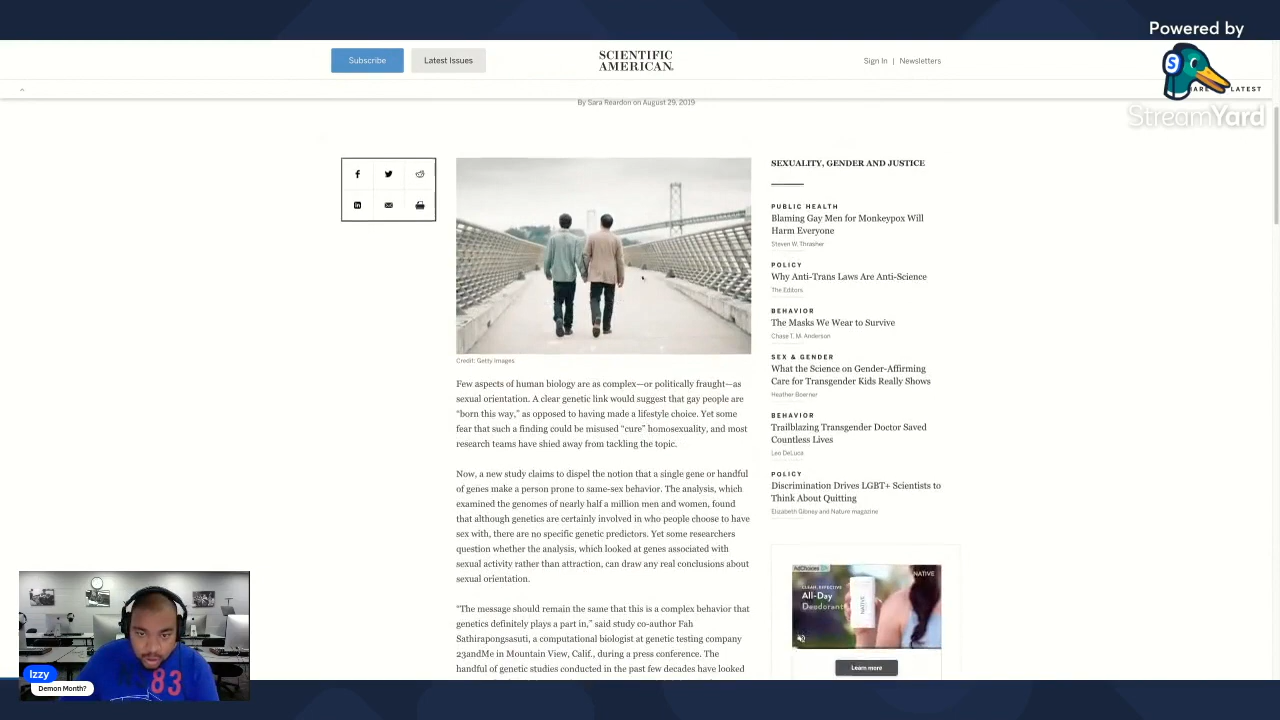 Powered by
StreamYard
Subscribe
Latest Issues
SCIENTIFIC
AMERICAN
Sign In | Newsletters
LATEST
By Sara Reardon on August 29, 2019
Credit: Getty Images
Few aspects of human biology are as complex—or politically fraught—as
sexual orientation. A clear genetic link would suggest that gay people are
“born this way,” as opposed to having made a lifestyle choice. Yet some
fear that such a finding could be misused “cure” homosexuality, and most
research teams have shied away from tackling the topic.
Now, a new study claims to dispel the notion that a single gene or handful
of genes make a person prone to same-sex behavior. The analysis, which
examined the genomes of nearly half a million men and women, found
that although genetics are certainly involved in who people choose to have
sex with, there are no specific genetic predictors. Yet some researchers
question whether the analysis, which looked at genes associated with
sexual activity rather than attraction, can draw any real conclusions about
sexual orientation.
“The message should remain the same that this is a complex behavior that
genetics definitely plays a part in,” said study co-author Fah
Sathirapongsasuti, a computational biologist at genetic testing company
23andMe in Mountain View, Calif., during a press conference. The
handful of genetic studies conducted in the past few decades have looked
SEXUALITY, GENDER AND JUSTICE
PUBLIC HEALTH
Blaming Gay Men for Monkeypox Will
Harm Everyone
Steven W. Thrasher
POLICY
Why Anti-Trans Laws Are Anti-Science
The Editors
BEHAVIOR
The Masks We Wear to Survive
Chase T. M. Anderson
SEX & GENDER
What the Science on Gender-Affirming
Care for Transgender Kids Really Shows
Heather Boerner
BEHAVIOR
Trailblazing Transgender Doctor Saved
Countless Lives
Leo DeLuca
POLICY
Discrimination Drives LGBT+ Scientists to
Think About Quitting
Elizabeth Gibney and Nature magazine
AdChoices
NATIVE
CLEAN, EFFECTIVE
All-Day
Deodorant
NATIVE
Learn more
83
Izzy
Demon Month?